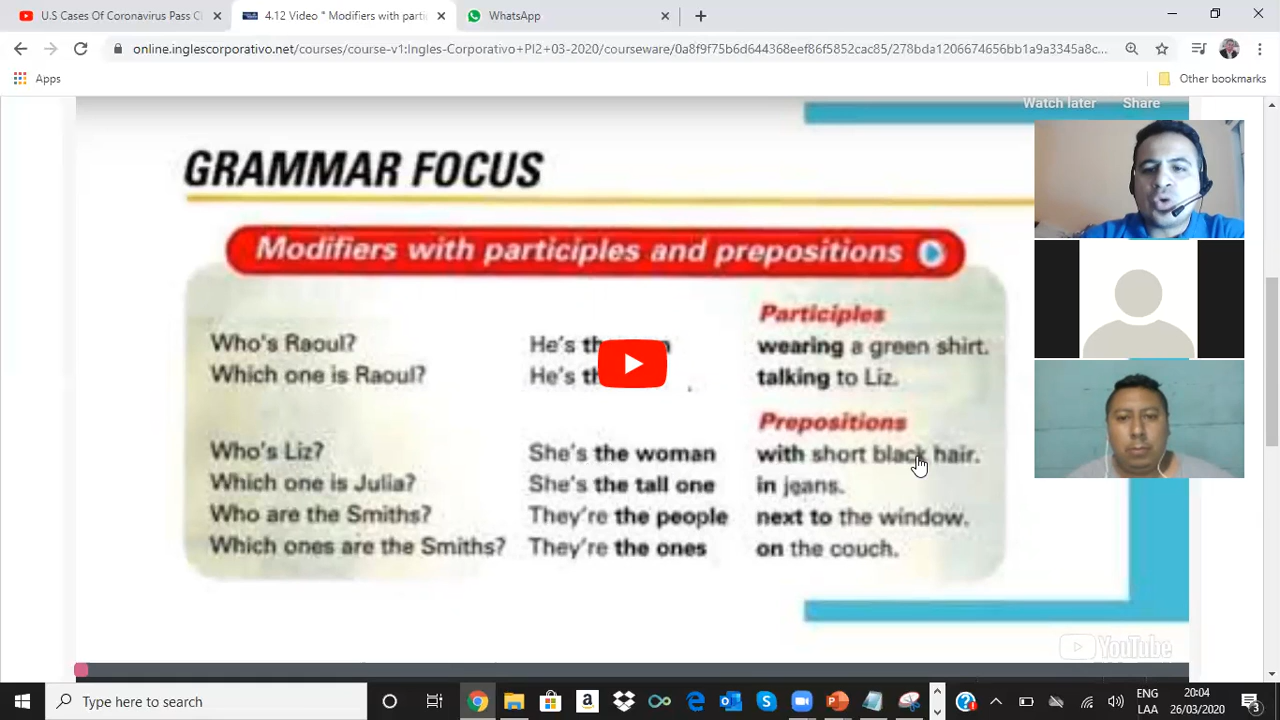 U.S Cases Of Coronavirus Pass C
4.12 Video " Modifiers with parti
WhatsApp
online.inglescorporativo.net/courses/course-v1:Ingles-Corporativo+PI2+03-2020/courseware/0a8f9f75b6d644368eef86f5852cac85/278bda1206674656bb1a9a3345a8c...
Apps
Other bookmarks
Watch later Share
GRAMMAR FOCUS
Modifiers with participles and prepositions
Participles
Who's Raoul? He's wearing a green shirt.
Which one is Raoul? He's talking to Liz.
Prepositions
Who's Liz? She's the woman with short black hair.
Which one is Julia? She's the tall one in jeans.
Who are the Smiths? They're the people next to the window.
Which ones are the Smiths? They're the ones on the couch.
YouTube
Type here to search
ENG 20:04
LAA 26/03/2020
3